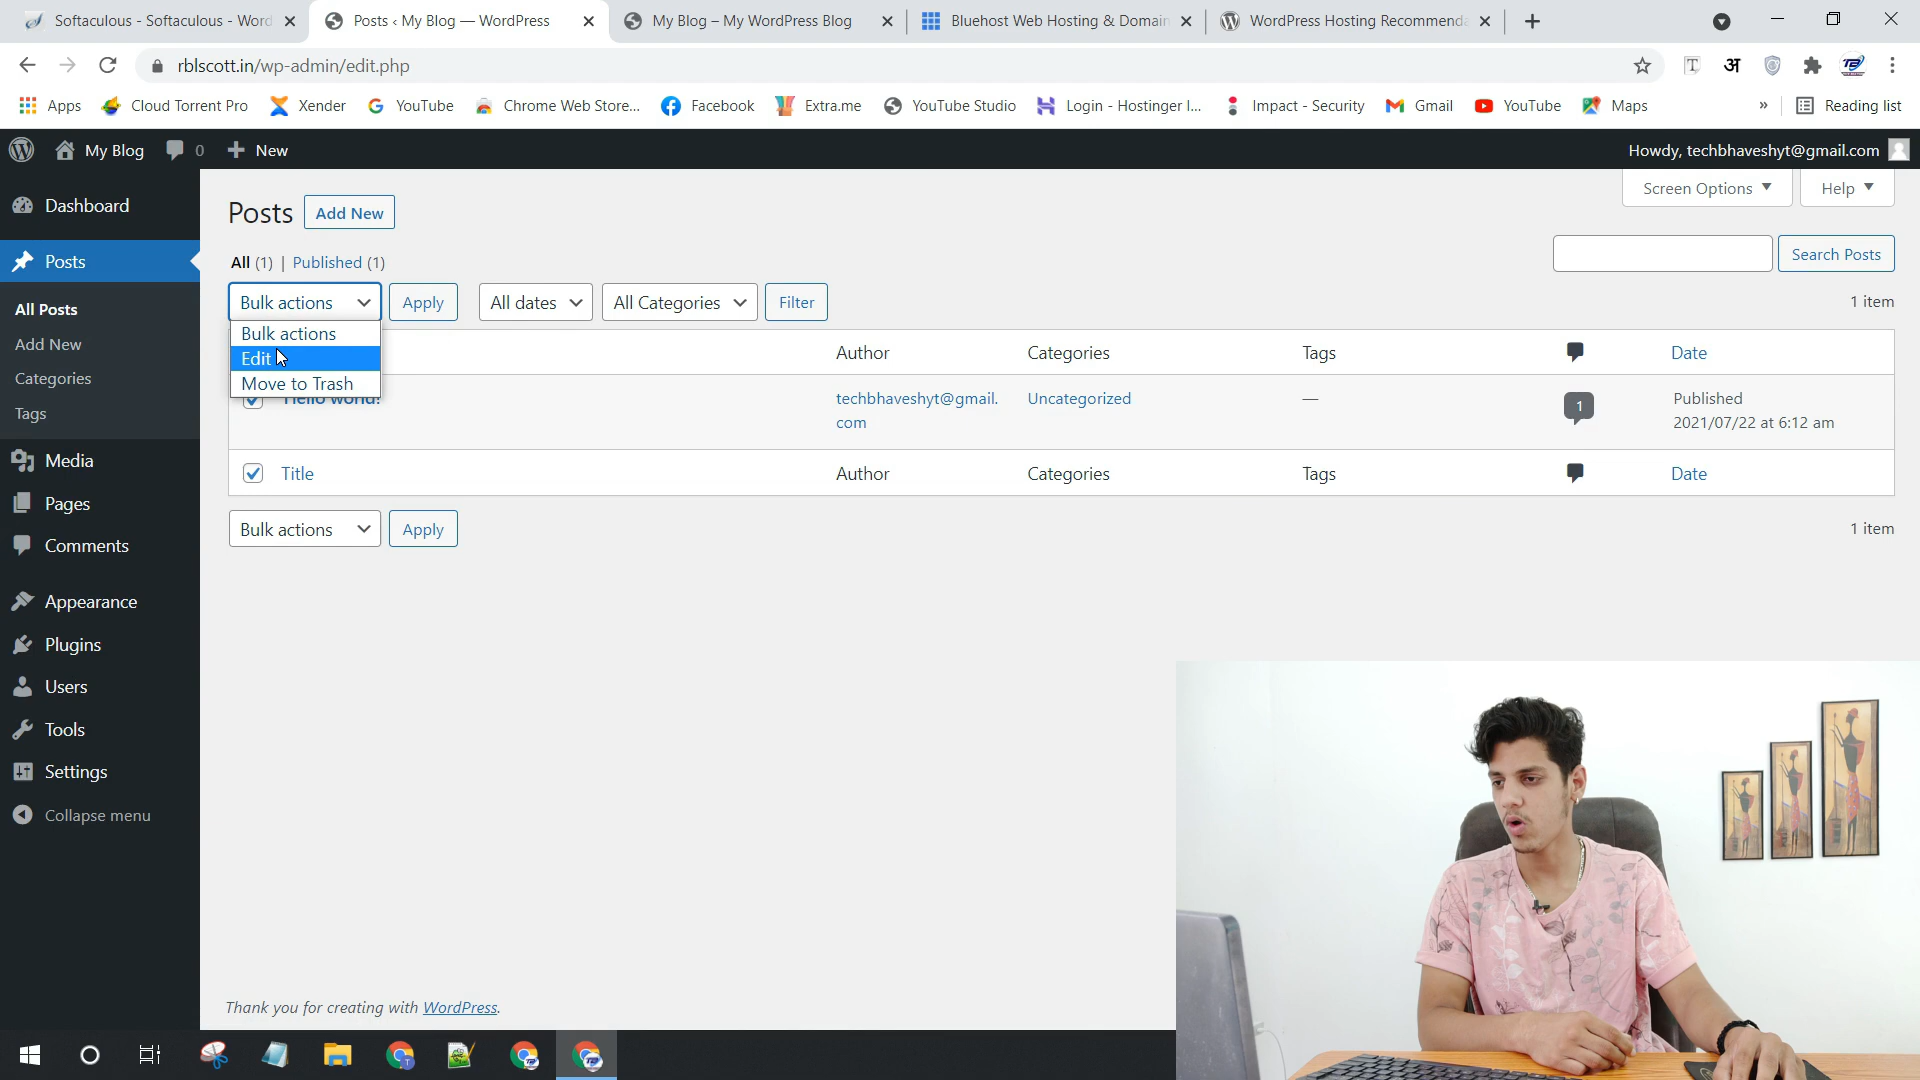 Softaculous - Softaculous - Word
Posts ‹ My Blog — WordPress
My Blog – My WordPress Blog
Bluehost Web Hosting & Domain
WordPress Hosting Recommenda
rblscott.in/wp-admin/edit.php
Apps
Cloud Torrent Pro
Xender
YouTube
Chrome Web Store...
Facebook
Extra.me
YouTube Studio
Login - Hostinger I...
Impact - Security
Gmail
YouTube
Maps
»
Reading list
My Blog
0
New
Howdy, techbhaveshyt@gmail.com
Dashboard
Posts
All Posts
Add New
Categories
Tags
Media
Pages
Comments
Appearance
Plugins
Users
Tools
Settings
Collapse menu
Screen Options
Help
Posts
Add New
All (1) | Published (1)
Search Posts
Bulk actions
Apply
All dates
All Categories
Filter
1 item
Bulk actions
Edit
Move to Trash
Author
Categories
Tags
Date
Hello world!
techbhaveshyt@gmail.
com
Uncategorized
—
1
Published
2021/07/22 at 6:12 am
Title
Author
Categories
Tags
Date
Bulk actions
Apply
1 item
Thank you for creating with WordPress.